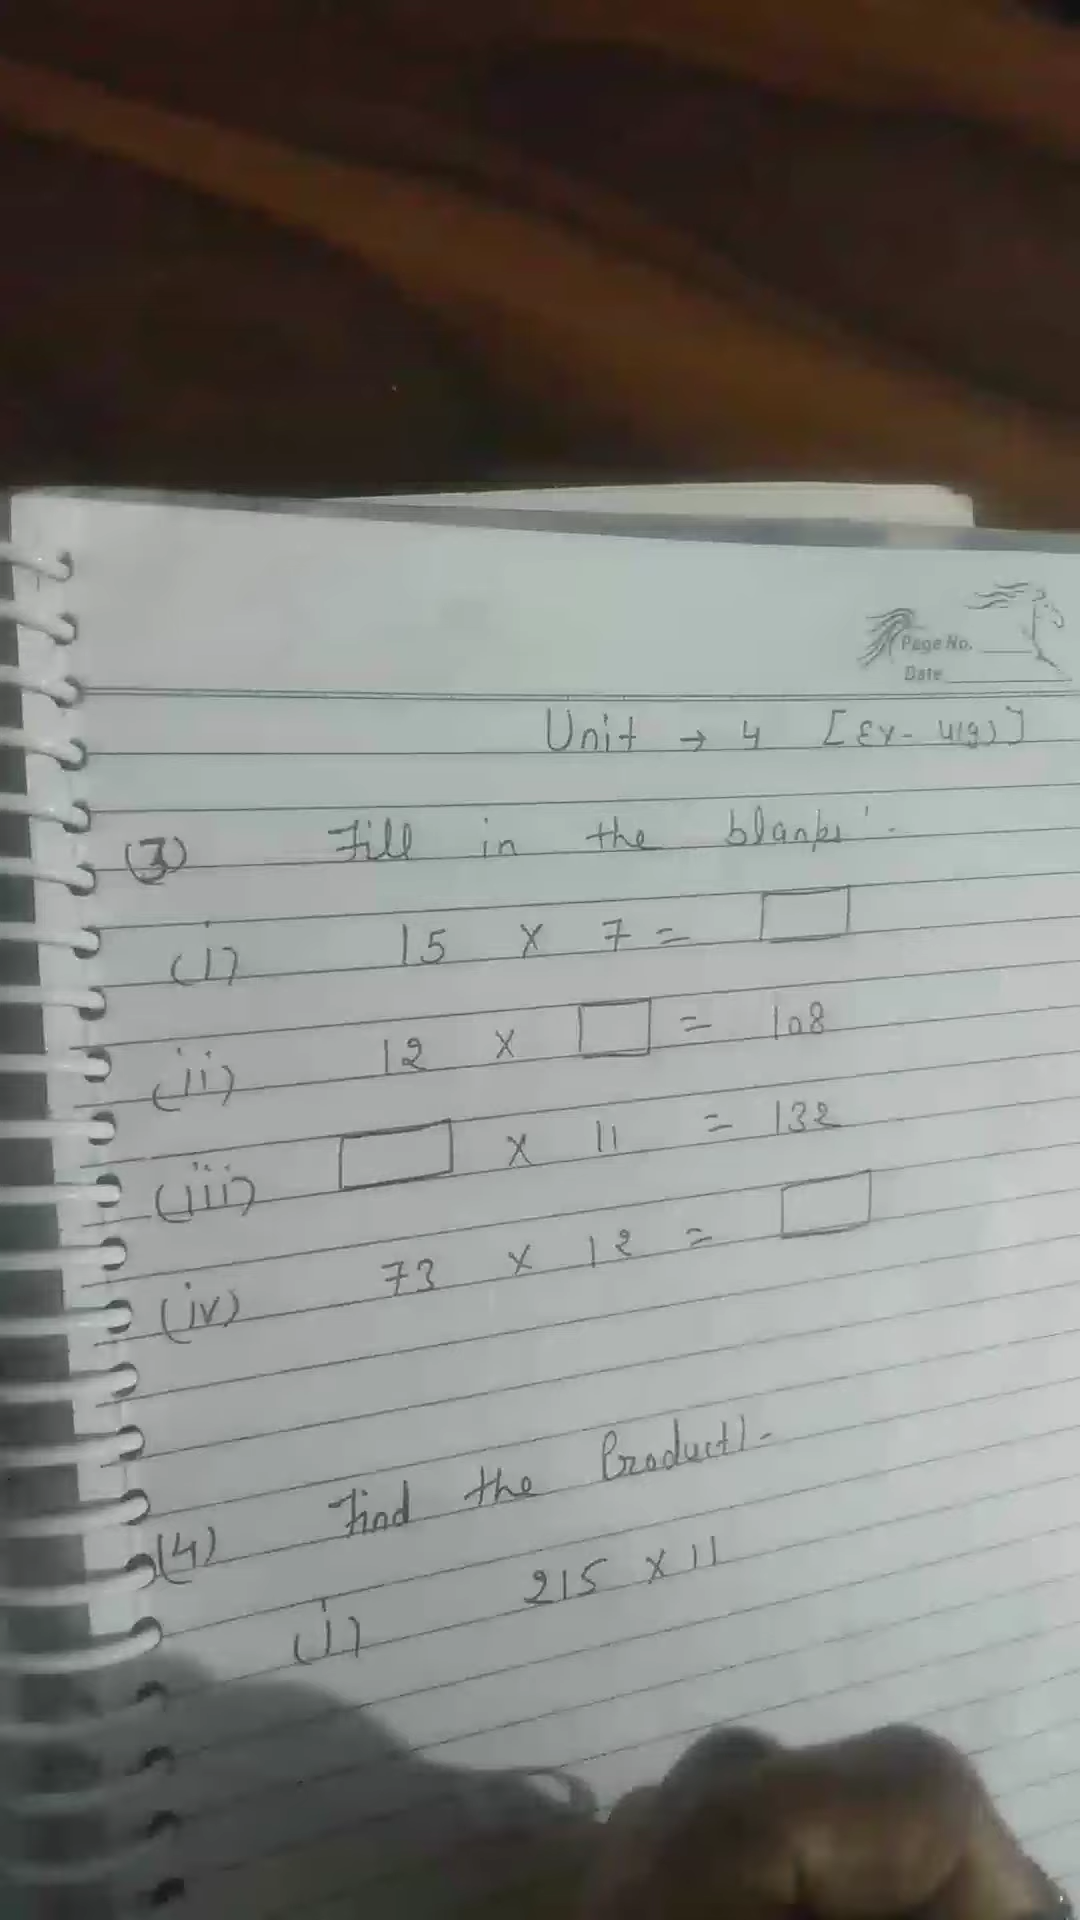 Page No.
Date
Unit → 4 [Ex- 4(g)]
(3) Fill in the blanks:-
(i) 15 × 7 =
(ii) 12 × = 108
(iii) × 11 = 132
(iv) 73 × 12 =
(4) Find the Product:-
(i) 215 × 11